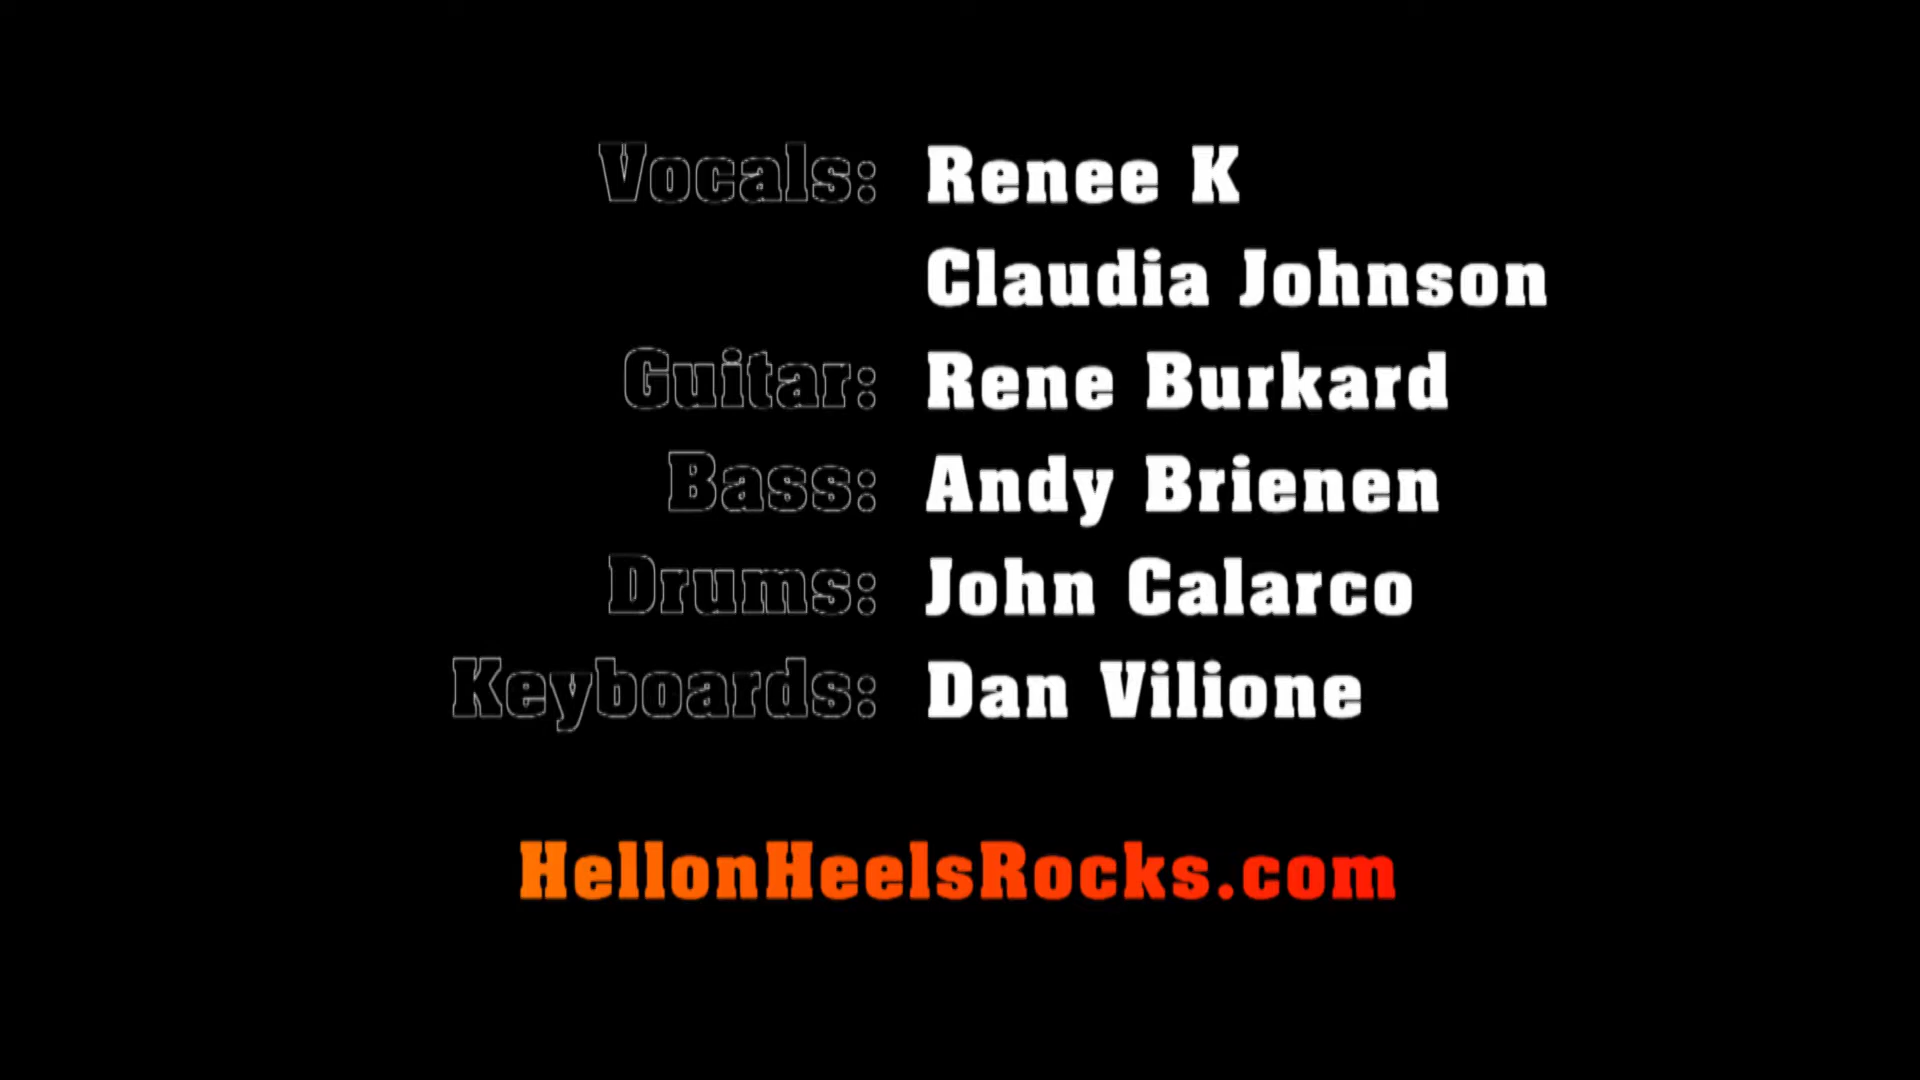 Vocals: Renee K
Claudia Johnson
Guitar: Rene Burkard
Bass: Andy Brienen
Drums: John Calarco
Keyboards: Dan Vilione
HellonHeelsRocks.com